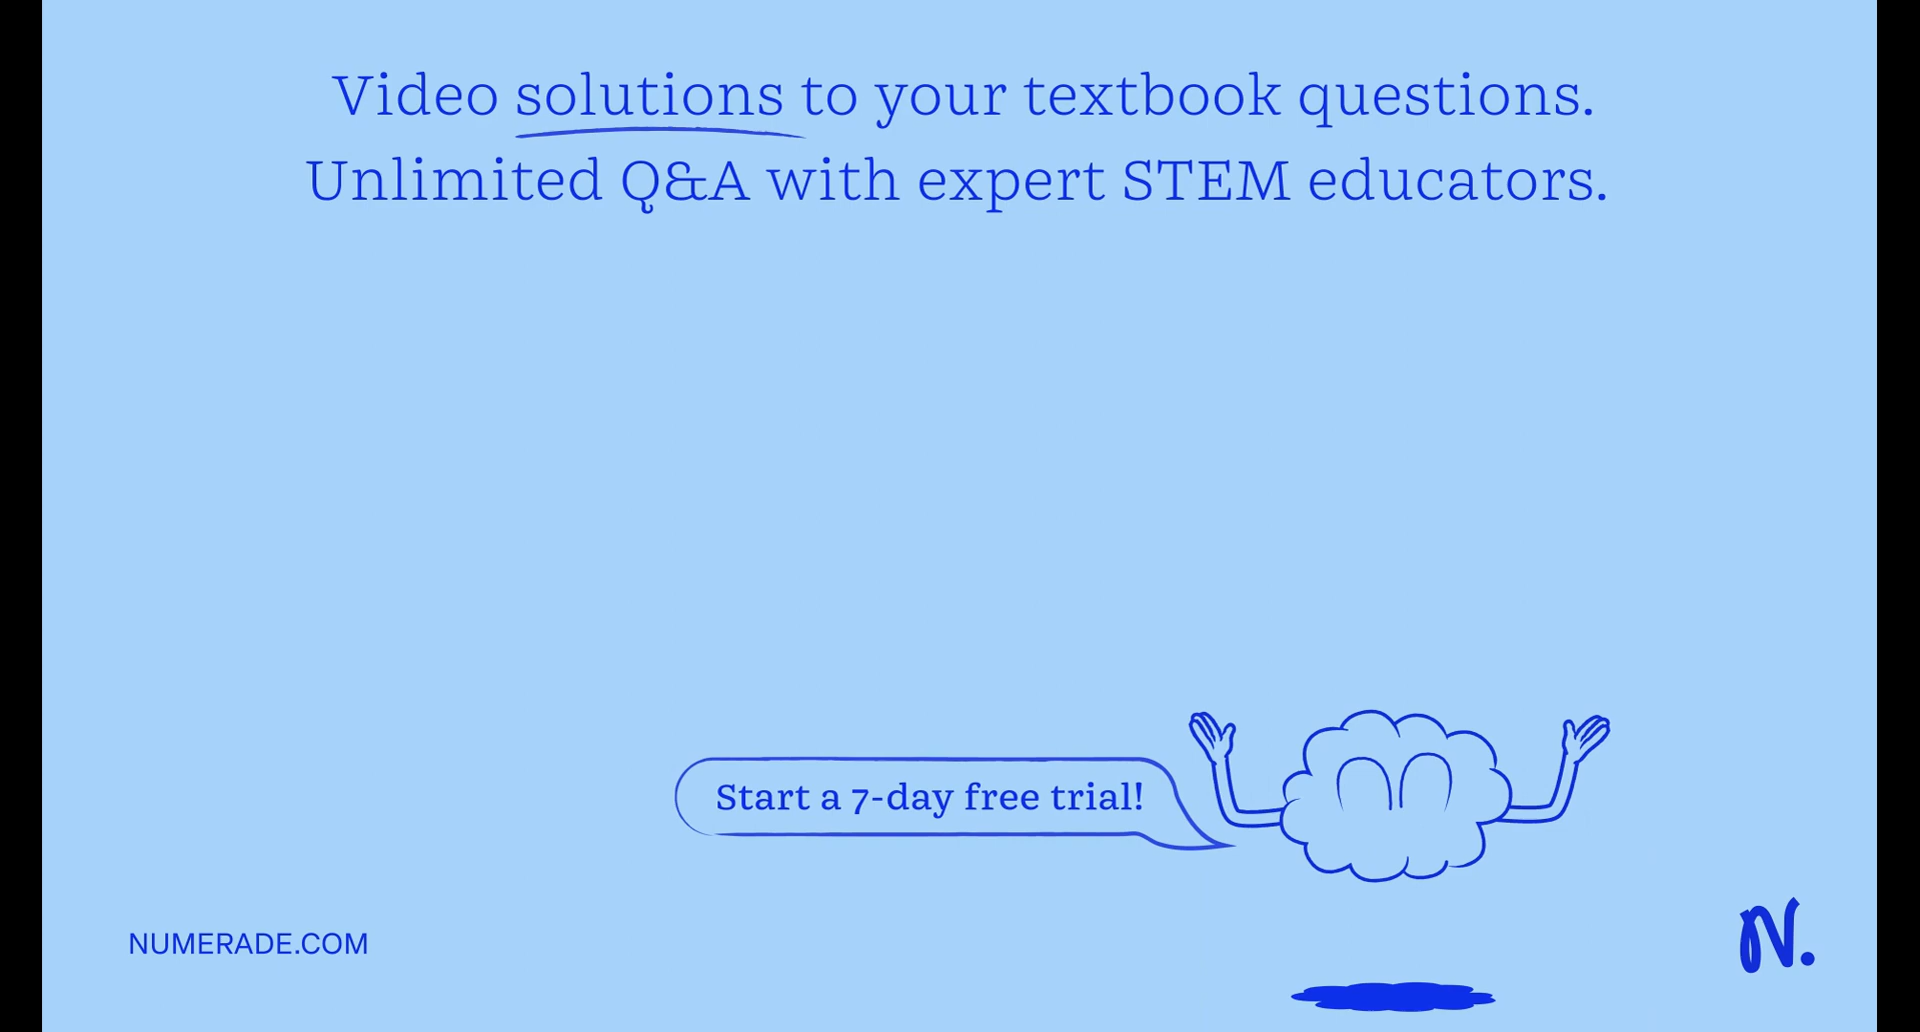 Video solutions to your textbook questions.
Unlimited Q&A with expert STEM educators.
Start a 7-day free trial!
NUMERADE.COM
N.